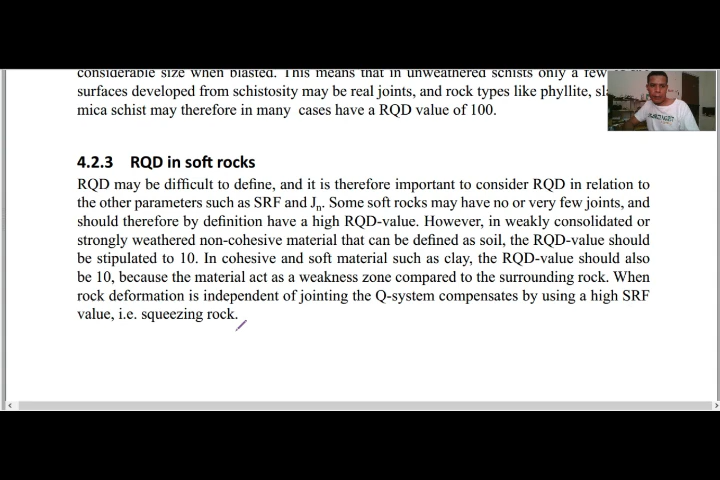 considerable size when blasted. This means that in unweathered schists only a few
surfaces developed from schistosity may be real joints, and rock types like phyllite,
mica schist may therefore in many cases have a RQD value of 100.
4.2.3 RQD in soft rocks
RQD may be difficult to define, and it is therefore important to consider RQD in relation to
the other parameters such as SRF and Jn. Some soft rocks may have no or very few joints, and
should therefore by definition have a high RQD-value. However, in weakly consolidated or
strongly weathered non-cohesive material that can be defined as soil, the RQD-value should
be stipulated to 10. In cohesive and soft material such as clay, the RQD-value should also
be 10, because the material act as a weakness zone compared to the surrounding rock. When
rock deformation is independent of jointing the Q-system compensates by using a high SRF
value, i.e. squeezing rock.